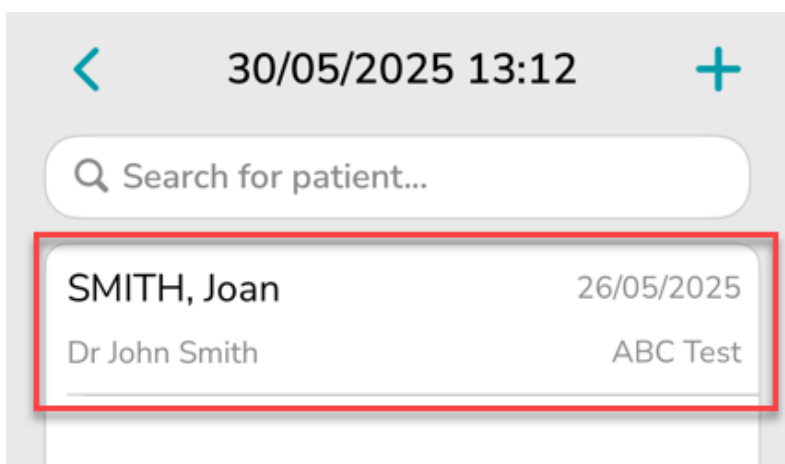 30/05/2025 13:12
Search for patient...
SMITH, Joan 26/05/2025
Dr John Smith ABC Test